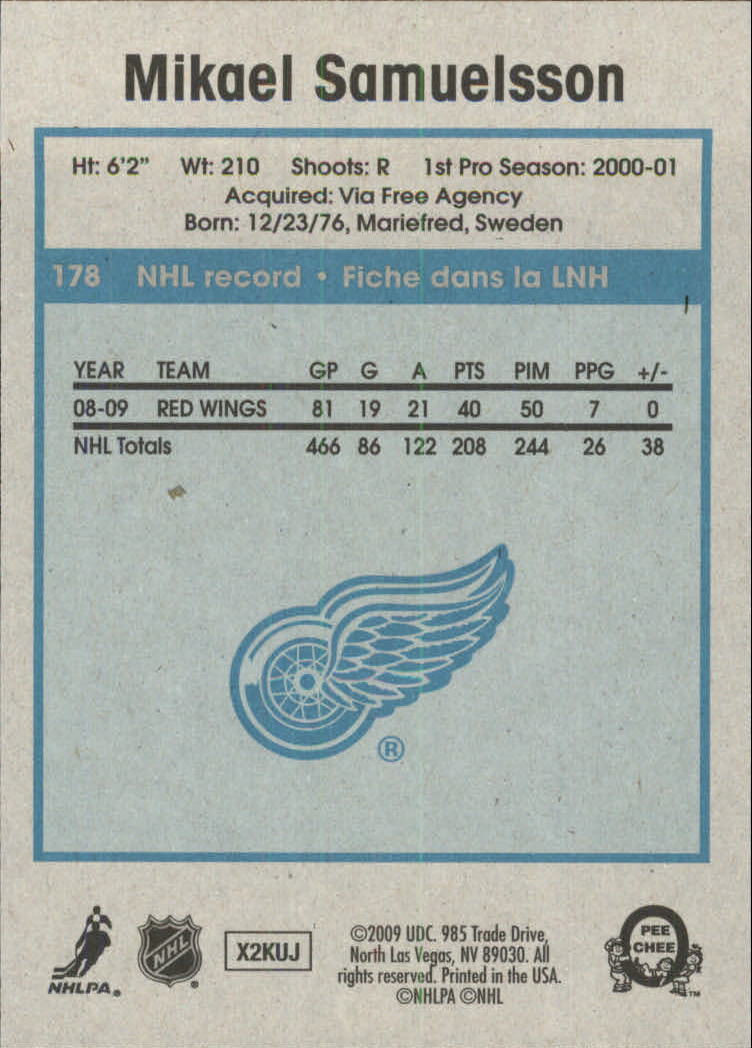 Mikael Samuelsson
Ht: 6'2" Wt: 210 Shoots: R 1st Pro Season: 2000-01
Acquired: Via Free Agency
Born: 12/23/76, Mariefred, Sweden
178 NHL record • Fiche dans la LNH
YEAR TEAM GP G A PTS PIM PPG +/-
08-09 RED WINGS 81 19 21 40 50 7 0
NHL Totals 466 86 122 208 244 26 38
®
NHLPA®
NHL®
X2KUJ
©2009 UDC. 985 Trade Drive,
North Las Vegas, NV 89030. All
rights reserved. Printed in the USA.
©NHLPA ©NHL
O
PEE
CHEE
TM